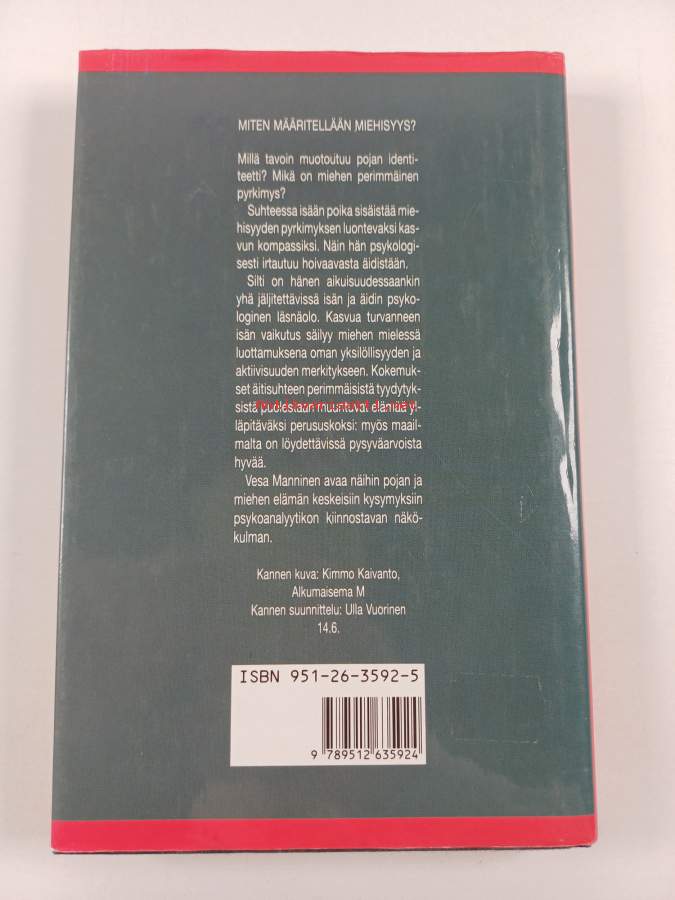 MITEN MÄÄRITELLÄÄN MIEHISYYS?
Millä tavoin muotoutuu pojan identi-
teetti? Mikä on miehen perimmäinen
pyrkimys?
Suhteessa isään poika sisäistää mie-
hisyyden pyrkimyksen luontevaksi kas-
vun kompassiksi. Näin hän psykologi-
sesti irtautuu hoivaavasta äidistään.
Silti on hänen aikuisuudessaankin
yhä jäljitettävissä isän ja äidin psyko-
loginen läsnäolo. Kasvua turvanneen
isän vaikutus säilyy miehen mielessä
luottamuksena oman yksilöllisyyden ja
aktiivisuuden merkitykseen. Kokemuk-
set äitisuhteen perimmäisistä tyydytyk-
sistä puolestaan muuntuvat elämää yl-
läpitäväksi perususkoksi: myös maail-
malta on löydettävissä pysyväarvoista
hyvää.
Vesa Manninen avaa näihin pojan ja
miehen elämän keskeisiin kysymyksiin
psykoanalyytikon kiinnostavan näkö-
kulman.
Kannen kuva: Kimmo Kaivanto,
Alkumaisema M
Kannen suunnittelu: Ulla Vuorinen
14.6.
ISBN 951-26-3592-5
9 789512 635924